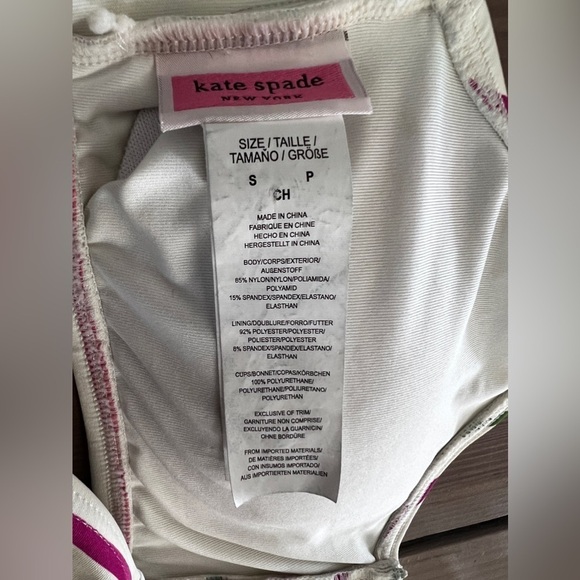 kate spade
NEW YORK
SIZE / TAILLE /
TAMAÑO / GRÖßE
S P
CH
MADE IN CHINA
FABRIQUE EN CHINE
HECHO EN CHINA
HERGESTELLT IN CHINA
BODY/CORPS/EXTERIOR/
AUßENSTOFF
85% NYLON/NYLON/POLIAMIDA/
POLYAMID
15% SPANDEX/SPANDEX/ELASTANO/
ELASTHAN
LINING/DOUBLURE/FORRO/FUTTER
92% POLYESTER/POLYESTER/
POLIESTER/POLYESTER
8% SPANDEX/SPANDEX/ELASTANO/
ELASTHAN
CUPS/BONNET/COPAS/KÖRBCHEN
100% POLYURETHANE/
POLYURETHANE/POLIURETANO/
POLYURETHAN
EXCLUSIVE OF TRIM/
GARNITURE NON COMPRISE/
EXCLUYENDO LA GUARNICIÓN/
OHNE BORDÜRE
FROM IMPORTED MATERIALS/
DE MATIÈRES IMPORTÉES/
CON INSUMOS IMPORTADO/
AUS IMPORTIERTEN MATERIALIEN